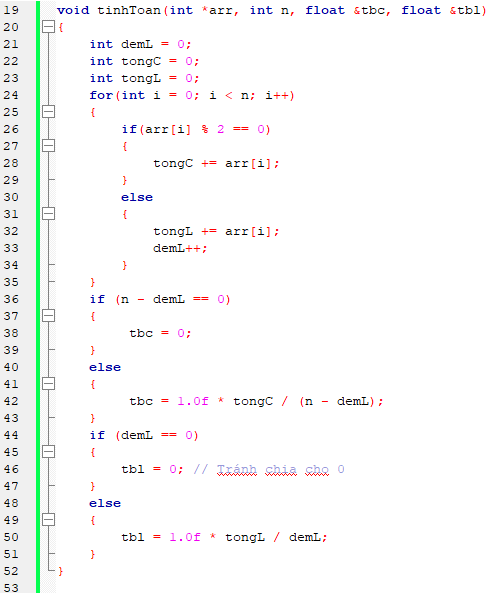 19 void tinhToan(int *arr, int n, float &tbc, float &tbl)
20 {
21 int demL = 0;
22 int tongC = 0;
23 int tongL = 0;
24 for(int i = 0; i < n; i++)
25 {
26 if(arr[i] % 2 == 0)
27 {
28 tongC += arr[i];
29 }
30 else
31 {
32 tongL += arr[i];
33 demL++;
34 }
35 }
36 if (n - demL == 0)
37 {
38 tbc = 0;
39 }
40 else
41 {
42 tbc = 1.0f * tongC / (n - demL);
43 }
44 if (demL == 0)
45 {
46 tbl = 0; // Tránh chia cho 0
47 }
48 else
49 {
50 tbl = 1.0f * tongL / demL;
51 }
52 }
53